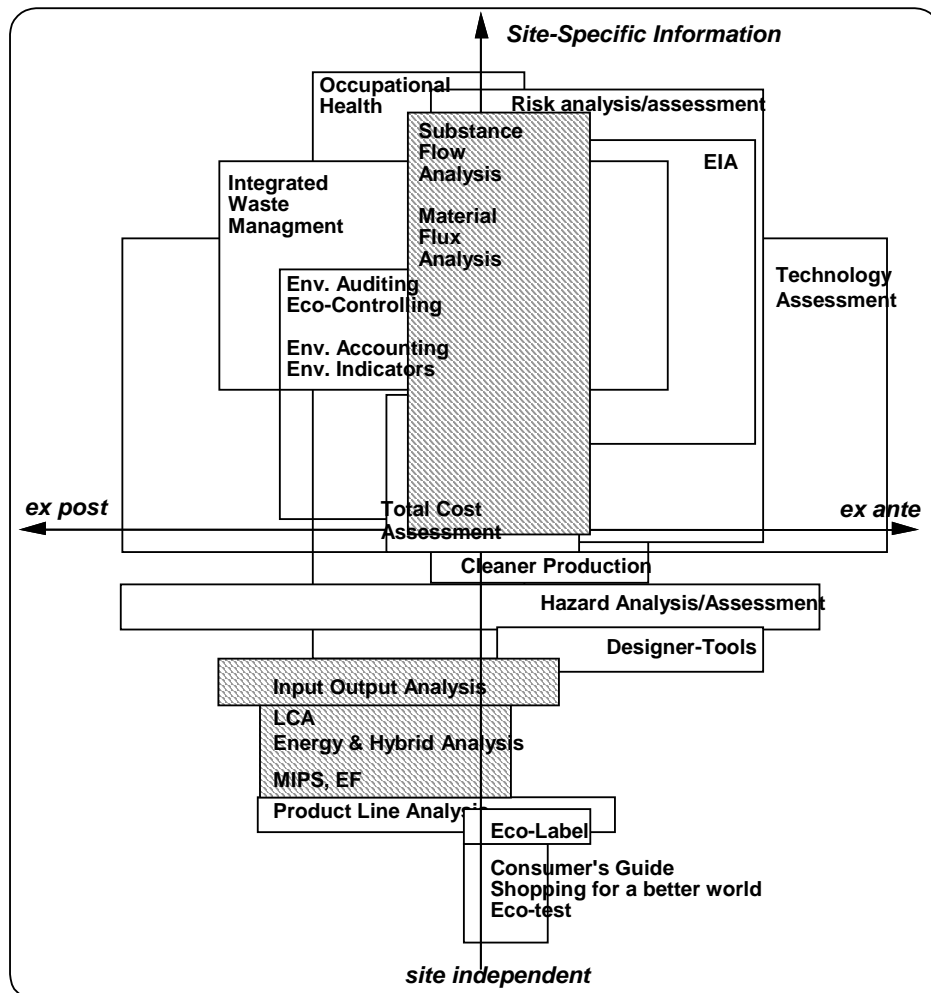 Site-Specific Information
Occupational
Health
Risk analysis/assessment
Substance
Flow
Analysis
Material
Flux
Analysis
EIA
Integrated
Waste
Managment
Technology
Assessment
Env. Auditing
Eco-Controlling
Env. Accounting
Env. Indicators
ex post
Total Cost
Assessment
ex ante
Cleaner Production
Hazard Analysis/Assessment
Designer-Tools
Input Output Analysis
LCA
Energy & Hybrid Analysis
MIPS, EF
Product Line Analysis
Eco-Label
Consumer's Guide
Shopping for a better world
Eco-test
site independent